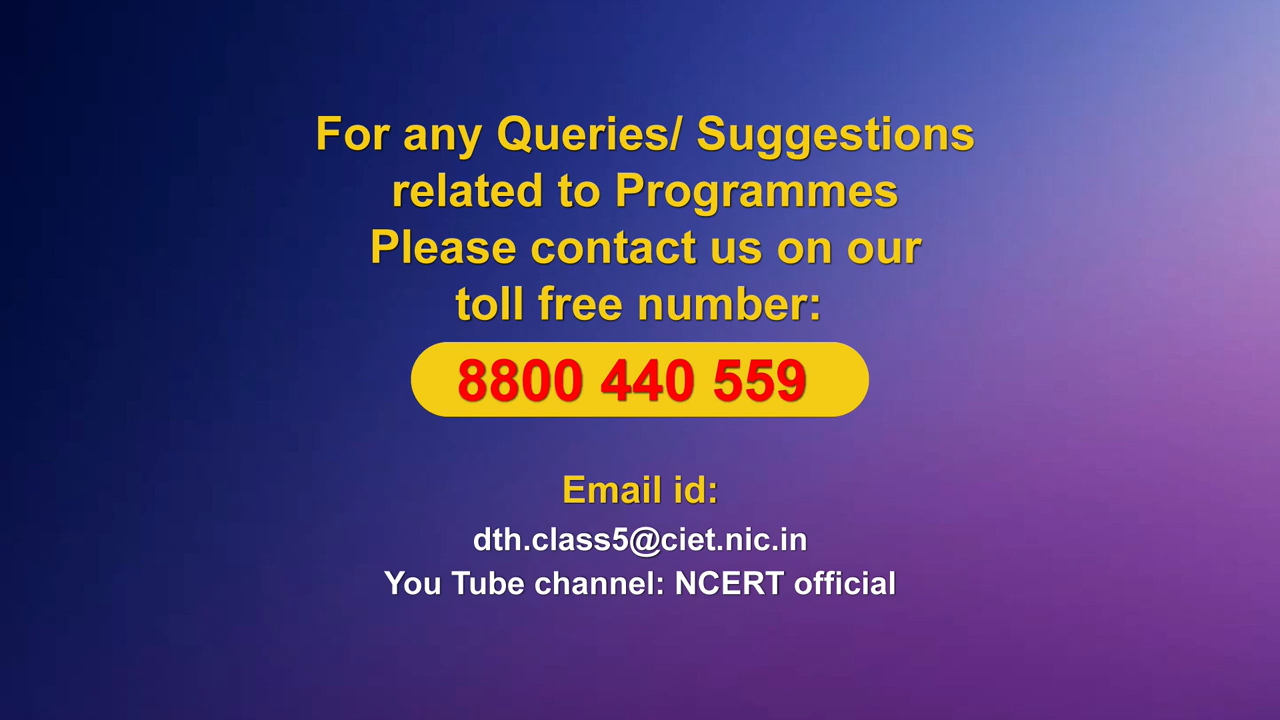 For any Queries/ Suggestions
related to Programmes
Please contact us on our
toll free number:
8800 440 559
Email id:
dth.class5@ciet.nic.in
You Tube channel: NCERT official